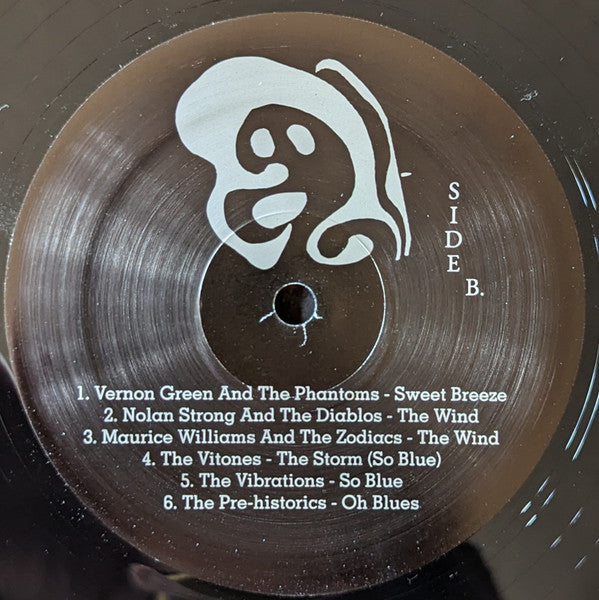 SIDE
B.
1. Vernon Green And The Phantoms - Sweet Breeze
2. Nolan Strong And The Diablos - The Wind
3. Maurice Williams And The Zodiacs - The Wind
4. The Vitones - The Storm (So Blue)
5. The Vibrations - So Blue
6. The Pre-historics - Oh Blues